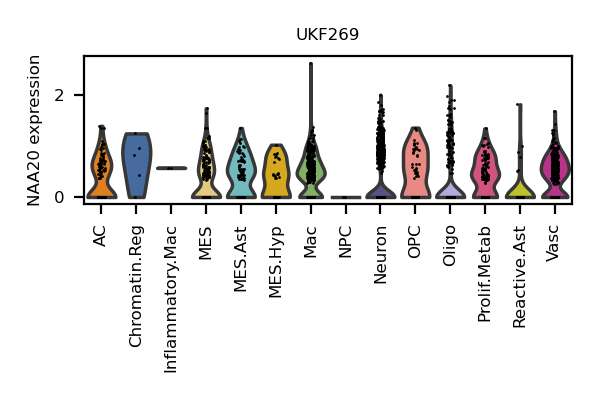 UKF269
NAA20 expression
2
0
AC
Chromatin.Reg
Inflammatory.Mac
MES
MES.Ast
MES.Hyp
Mac
NPC
Neuron
OPC
Oligo
Prolif.Metab
Reactive.Ast
Vasc